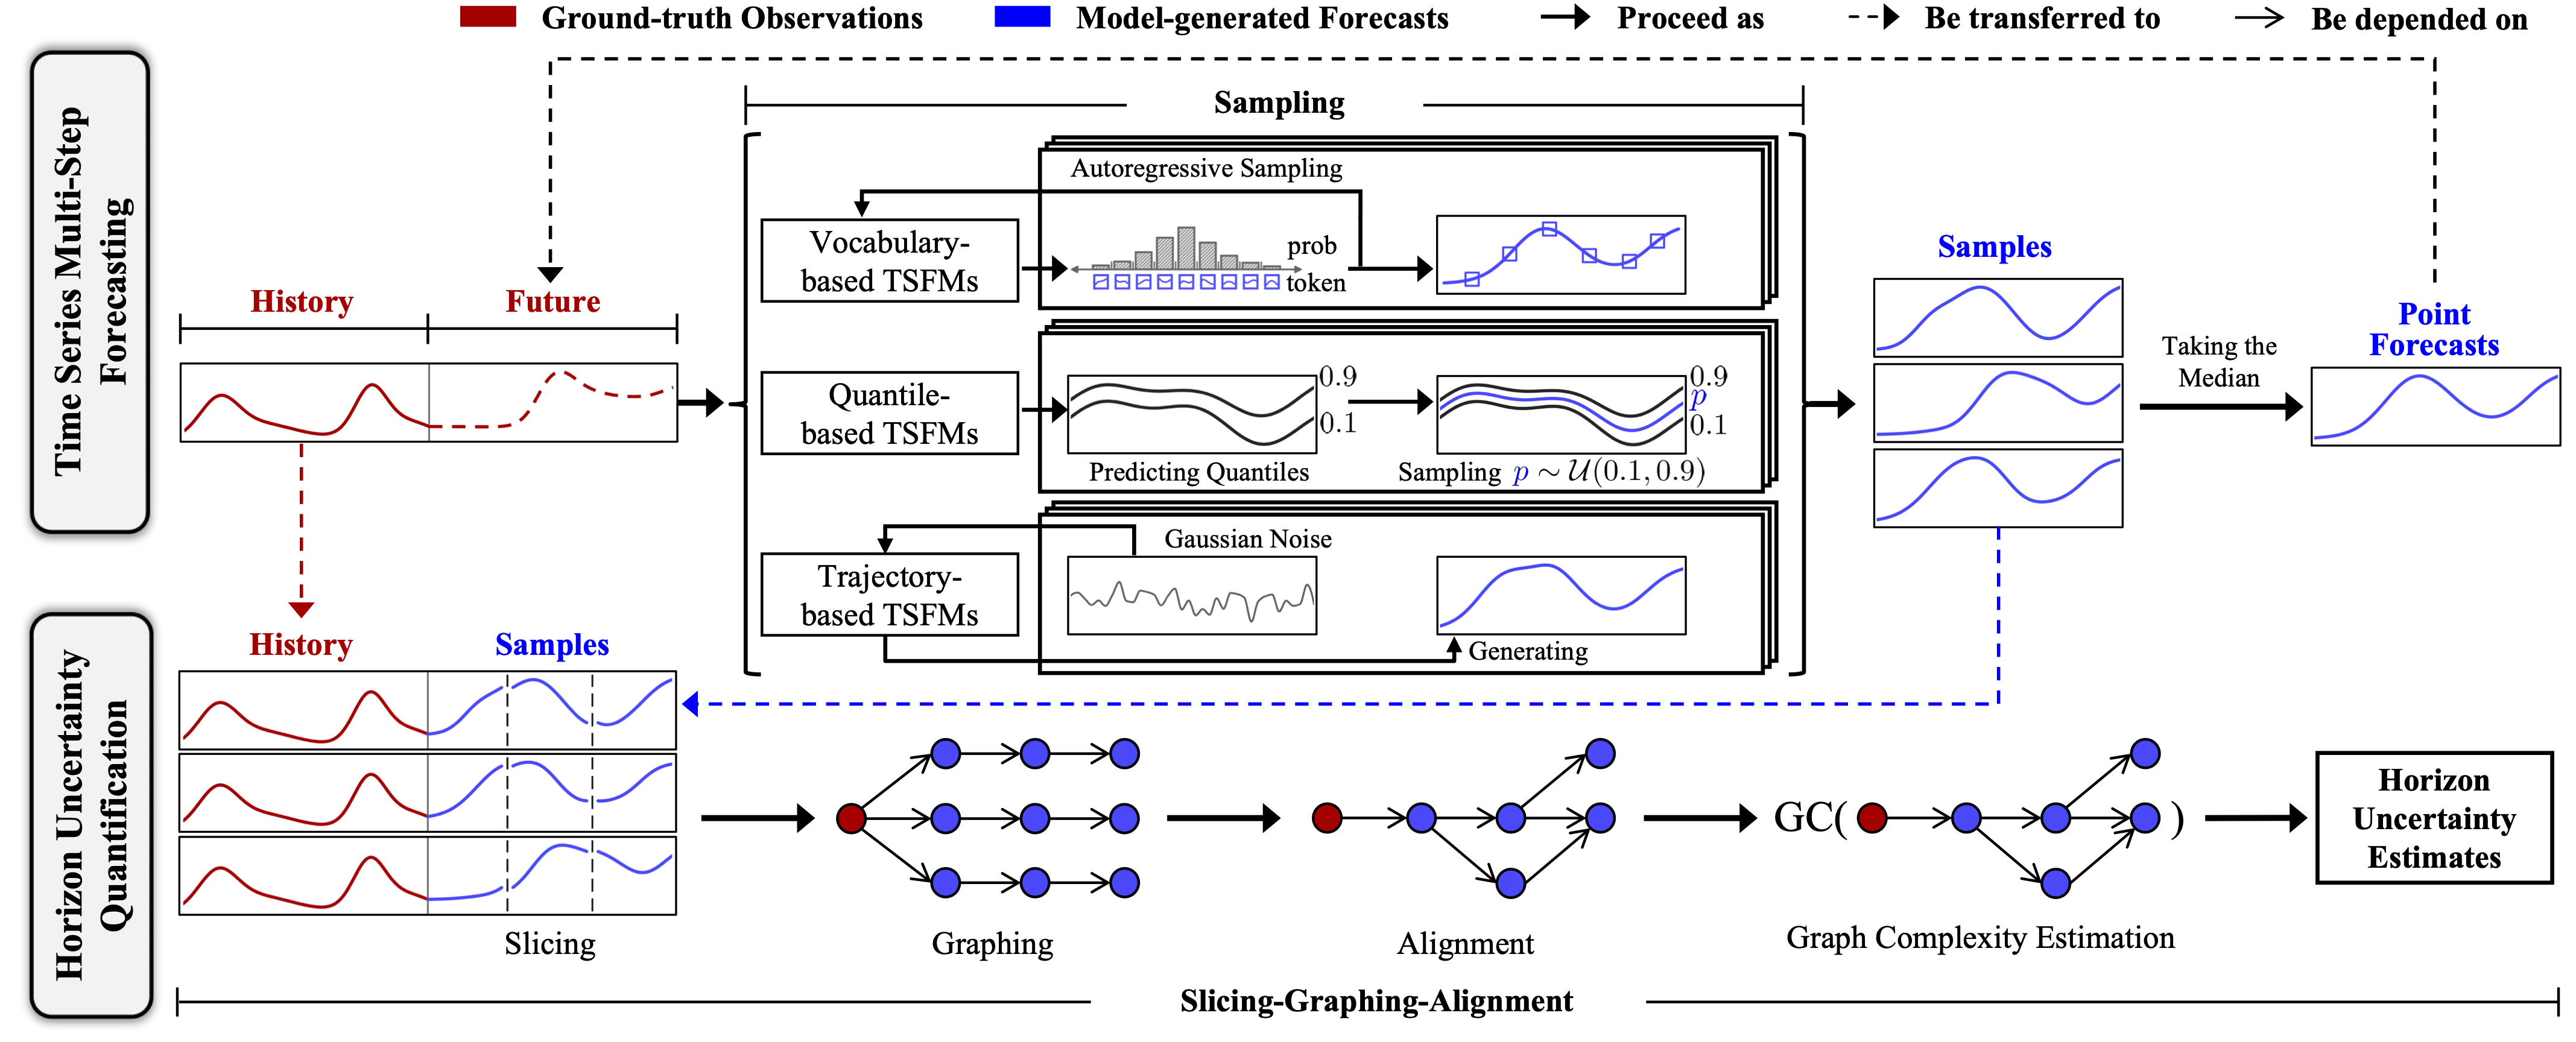 Ground-truth Observations
Model-generated Forecasts
Proceed as
Be transferred to
Be depended on
Time Series Multi-Step
Forecasting
History
Future
Sampling
Autoregressive Sampling
Vocabulary-
based TSFMs
prob
token
Quantile-
based TSFMs
0.9
0.1
Predicting Quantiles
0.9
p
0.1
Sampling p ∼ 𝒰(0.1, 0.9)
Trajectory-
based TSFMs
Gaussian Noise
Generating
Samples
Taking the
Median
Point
Forecasts
Horizon Uncertainty
Quantification
History
Samples
Slicing
Graphing
Alignment
GC( )
Graph Complexity Estimation
Horizon
Uncertainty
Estimates
Slicing-Graphing-Alignment